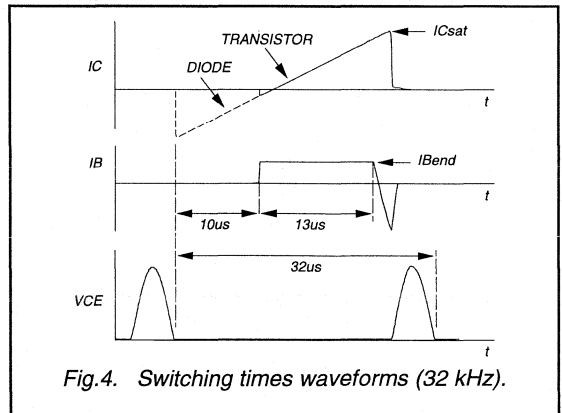 ICsat
TRANSISTOR
IC
DIODE
t
IB
IBend
t
10us
13us
32us
VCE
t
Fig.4. Switching times waveforms (32 kHz).